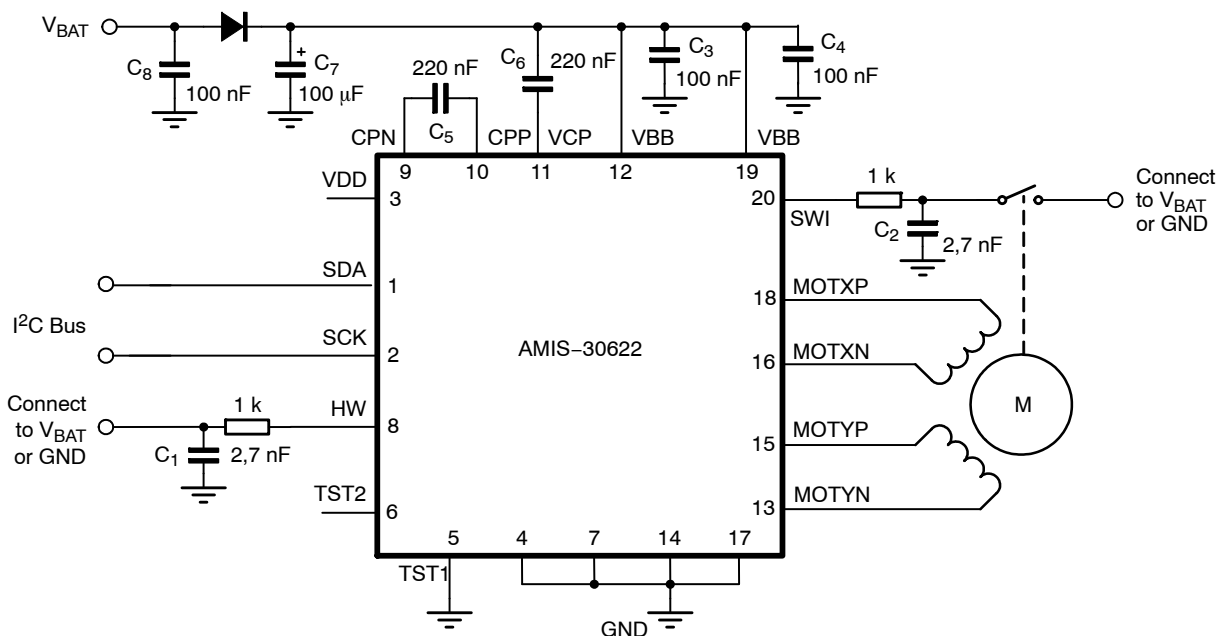 VBAT
C8
100 nF
+
C7
100 µF
220 nF
C5
C6
220 nF
C3
100 nF
C4
100 nF
CPN
CPP
VCP
VBB
VBB
9
10
11
12
19
VDD
3
SDA
1
I2C Bus
SCK
2
Connect
to VBAT
or GND
1 k
HW
8
C1
2,7 nF
TST2
6
AMIS−30622
20
SWI
1 k
C2
2,7 nF
Connect
to VBAT
or GND
MOTXP
18
MOTXN
16
M
MOTYP
15
MOTYN
13
5
4
7
14
17
TST1
GND